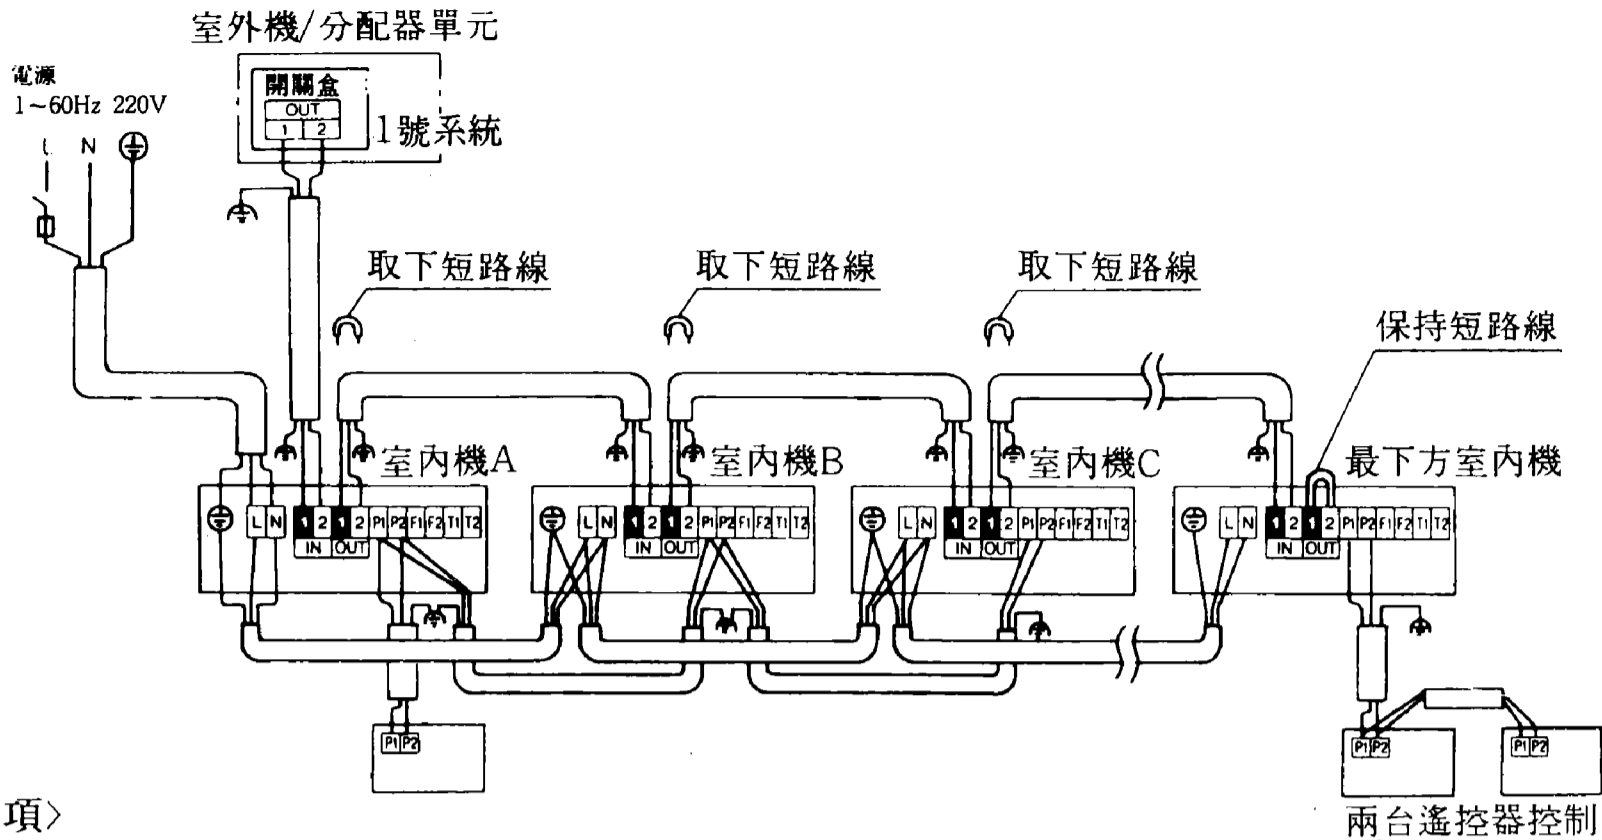 室外機/分配器單元
電源
1～60Hz 220V
L N
開關盒
OUT
1 2
1號系統
取下短路線 取下短路線 取下短路線
保持短路線
室內機A 室內機B 室內機C 最下方室內機
L N 1 2 1 2 P1 P2 F1 F2 T1 T2
IN OUT
L N 1 2 1 2 P1 P2 F1 F2 T1 T2
IN OUT
L N 1 2 1 2 P1 P2 F1 F2 T1 T2
IN OUT
L N 1 2 1 2 P1 P2 F1 F2 T1 T2
IN OUT
P1 P2
P1 P2
P1 P2
項〉
兩台遙控器控制